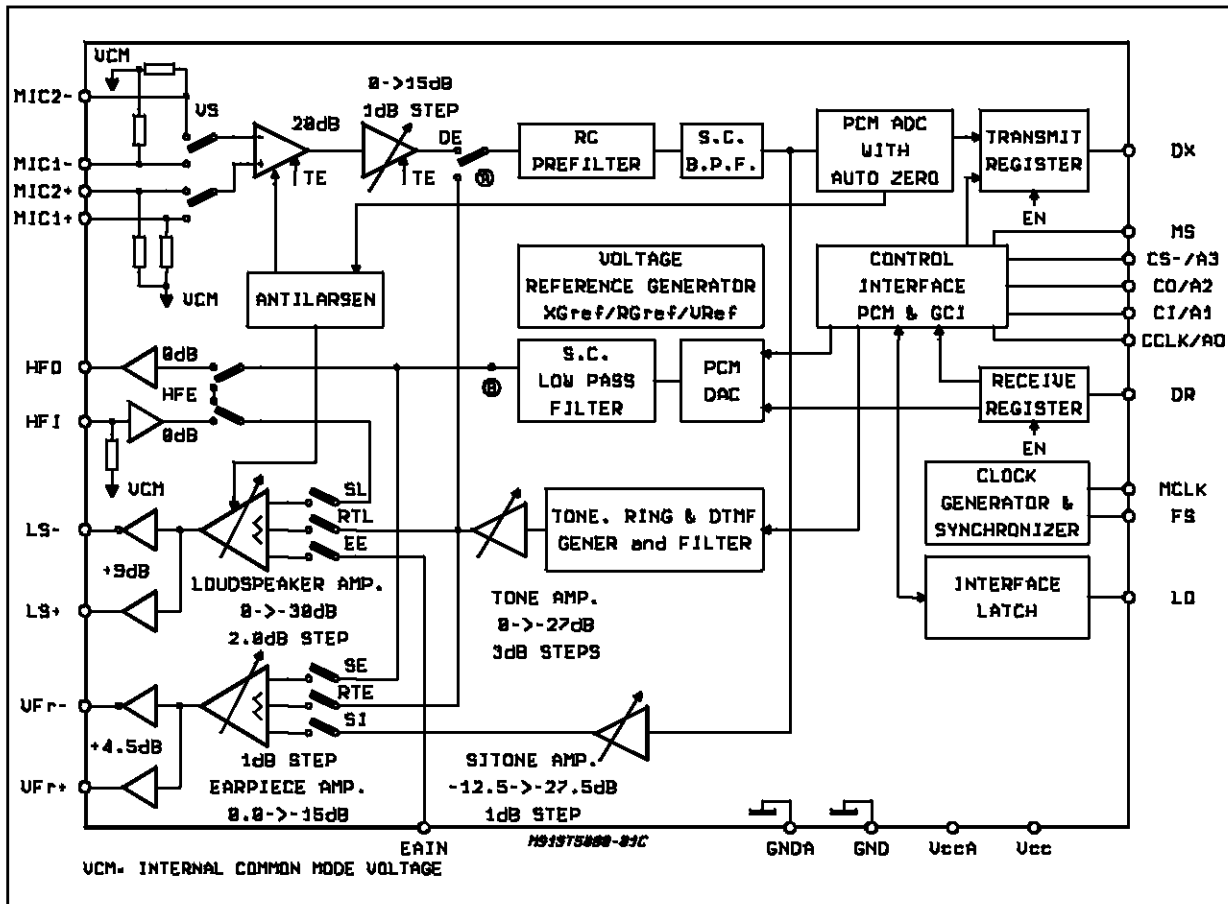 VCM
MIC2-
VS
20dB
0->15dB
1dB STEP
DE
RC
PREFILTER
S.C.
B.P.F.
PCM ADC
WITH
AUTO ZERO
TRANSMIT
REGISTER
DX
MIC1-
MIC2+
MIC1+
TE
TE
EN
VCM
ANTILARSEN
VOLTAGE
REFERENCE GENERATOR
XGref/RGref/VRef
CONTROL
INTERFACE
PCM & GCI
MS
CS-/A3
CO/A2
CI/A1
CCLK/A0
HFO
0dB
HFE
HFI
0dB
VCM
S.C.
LOW PASS
FILTER
PCM
DAC
RECEIVE
REGISTER
DR
EN
CLOCK
GENERATOR &
SYNCHRONIZER
MCLK
FS
LS-
+9dB
LS+
SL
RTL
EE
LOUDSPEAKER AMP.
0->-30dB
2.0dB STEP
TONE. RING & DTMF
GENER and FILTER
TONE AMP.
0->-27dB
3dB STEPS
INTERFACE
LATCH
LO
VFr-
+4.5dB
VFr+
SE
RTE
SI
1dB STEP
EARPIECE AMP.
0.0->-15dB
SITONE AMP.
-12.5->-27.5dB
1dB STEP
EAIN
GNDA
GND
VccA
Vcc
VCM= INTERNAL COMMON MODE VOLTAGE